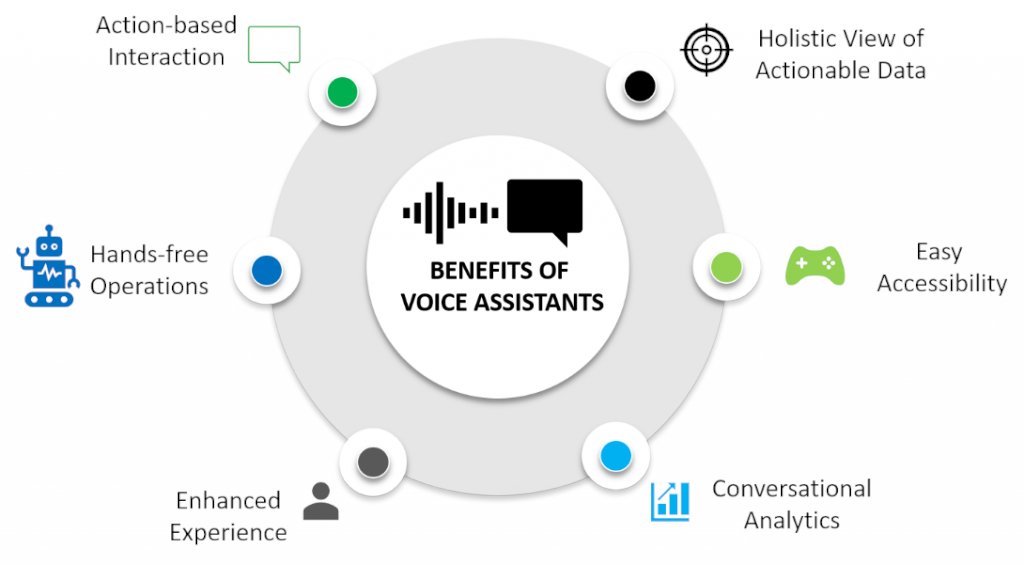 Action-based
Interaction
Holistic View of
Actionable Data
Hands-free
Operations
BENEFITS OF
VOICE ASSISTANTS
Easy
Accessibility
Enhanced
Experience
Conversational
Analytics